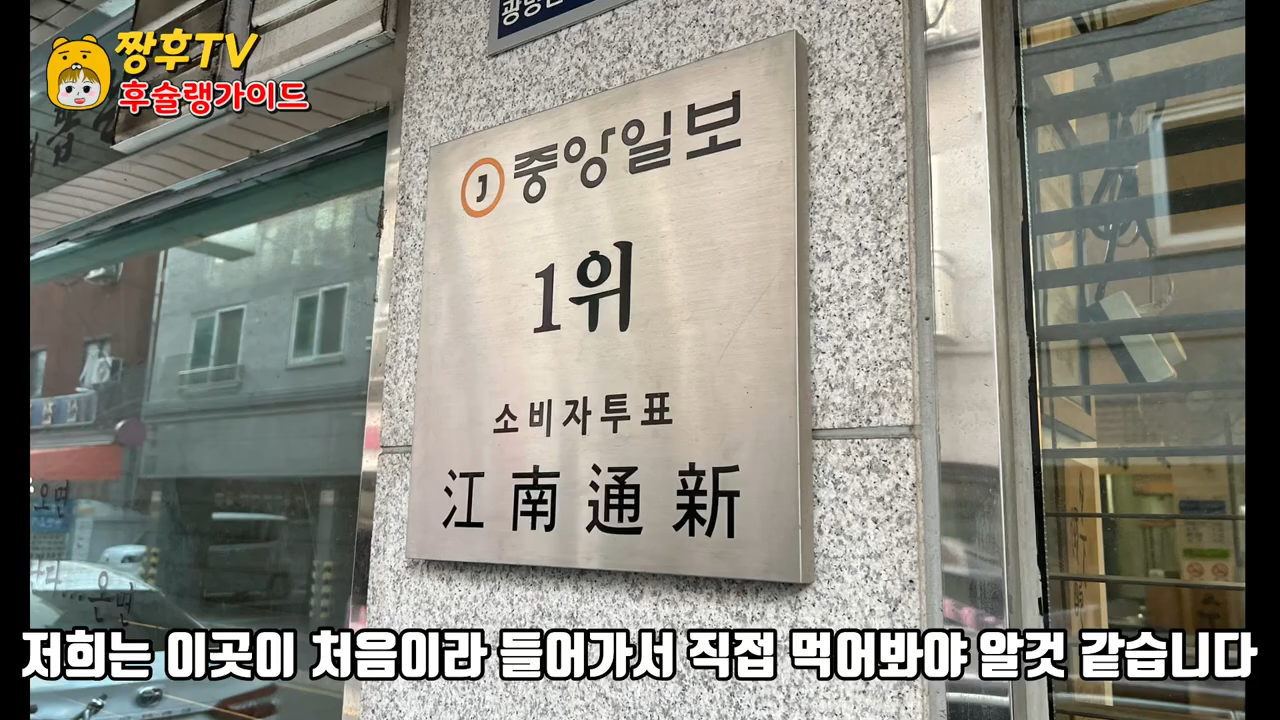 짱후TV
후슐랭가이드
J 중앙일보
1위
소비자투표
江南通新
저희는 이곳이 처음이라 들어가서 직접 먹어봐야 알것 같습니다